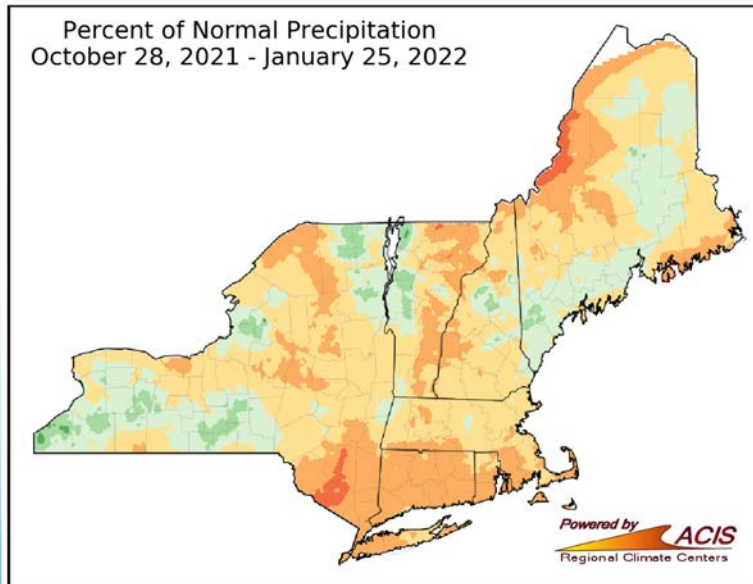 Percent of Normal Precipitation
October 28, 2021 - January 25, 2022
Powered by
ACIS
Regional Climate Centers